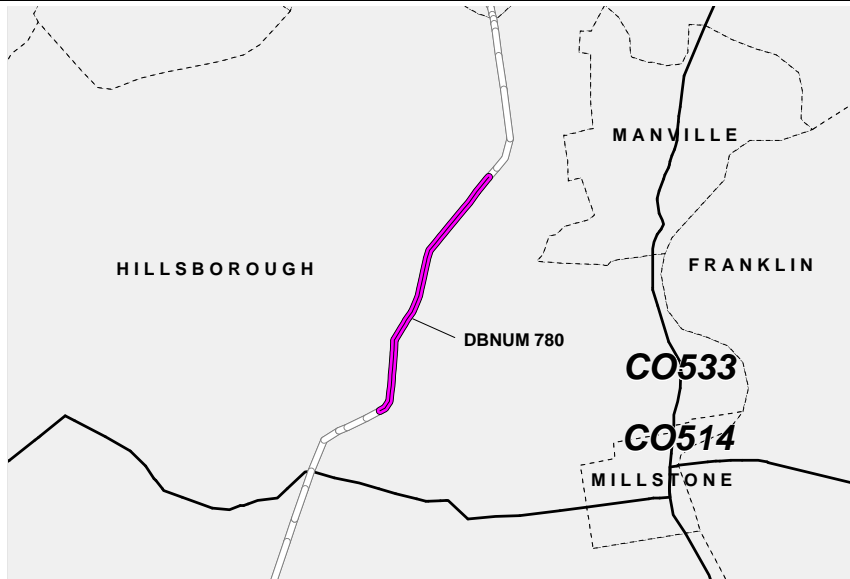 MANVILLE
HILLSBOROUGH
FRANKLIN
DBNUM 780
CO533
CO514
MILLSTONE